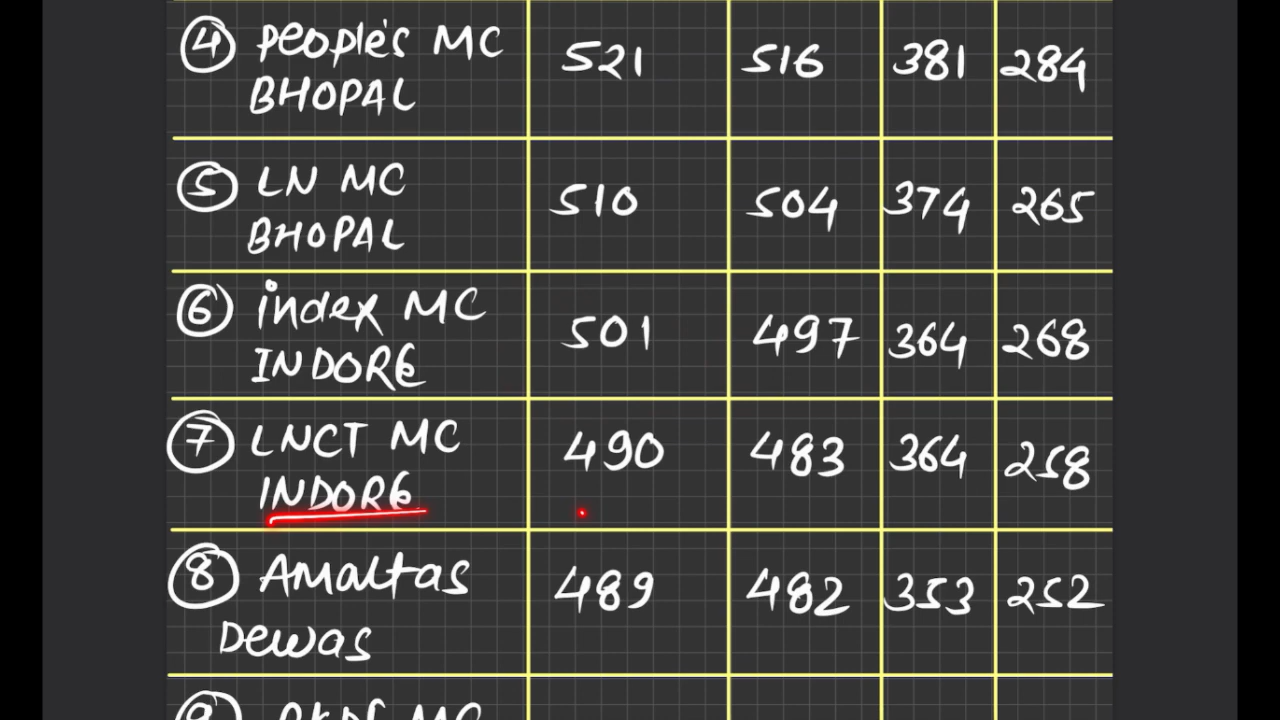 4 People's MC 521 516 381 284
BHOPAL
5 LN MC 510 504 374 265
BHOPAL
6 index MC 501 497 364 268
INDORE
7 LNCT MC 490 483 364 258
INDORE
8 Amaltas 489 482 353 252
Dewas
9 MC